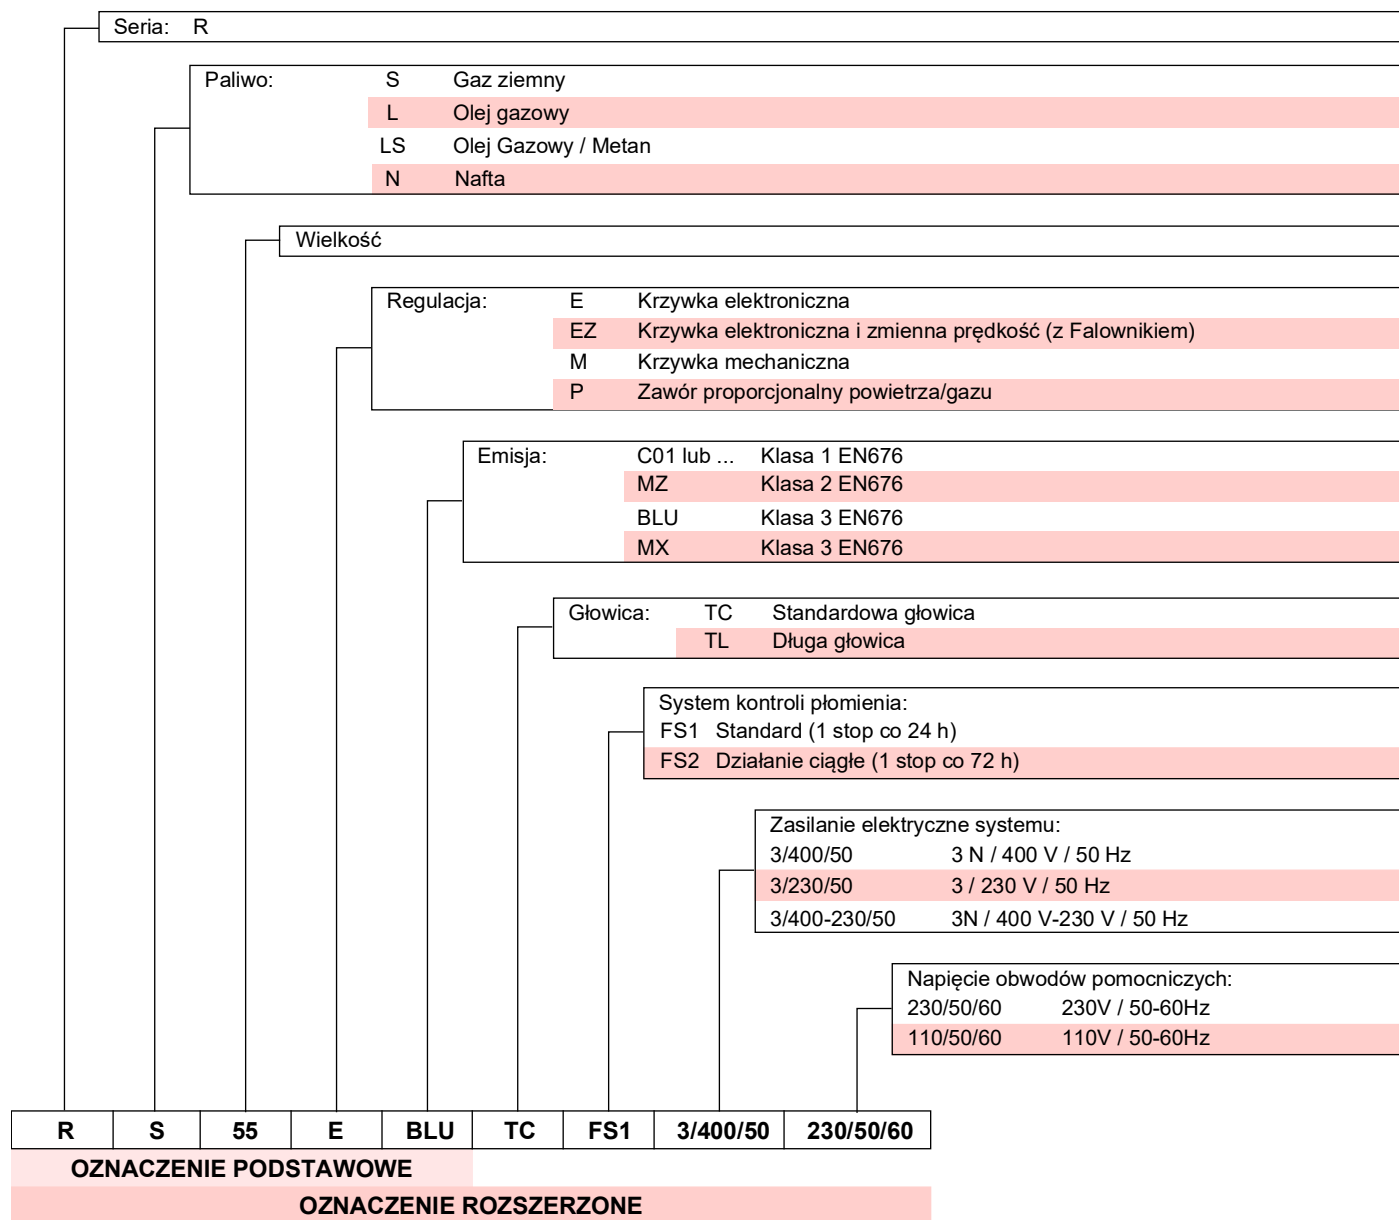 Seria: R
Paliwo: S Gaz ziemny
L Olej gazowy
LS Olej Gazowy / Metan
N Nafta
Wielkość
Regulacja: E Krzywka elektroniczna
EZ Krzywka elektroniczna i zmienna prędkość (z Falownikiem)
M Krzywka mechaniczna
P Zawór proporcjonalny powietrza/gazu
Emisja: C01 lub ... Klasa 1 EN676
MZ Klasa 2 EN676
BLU Klasa 3 EN676
MX Klasa 3 EN676
Głowica: TC Standardowa głowica
TL Długa głowica
System kontroli płomienia:
FS1 Standard (1 stop co 24 h)
FS2 Działanie ciągłe (1 stop co 72 h)
Zasilanie elektryczne systemu:
3/400/50 3 N / 400 V / 50 Hz
3/230/50 3 / 230 V / 50 Hz
3/400-230/50 3N / 400 V-230 V / 50 Hz
Napięcie obwodów pomocniczych:
230/50/60 230V / 50-60Hz
110/50/60 110V / 50-60Hz
R S 55 E BLU TC FS1 3/400/50 230/50/60
OZNACZENIE PODSTAWOWE
OZNACZENIE ROZSZERZONE